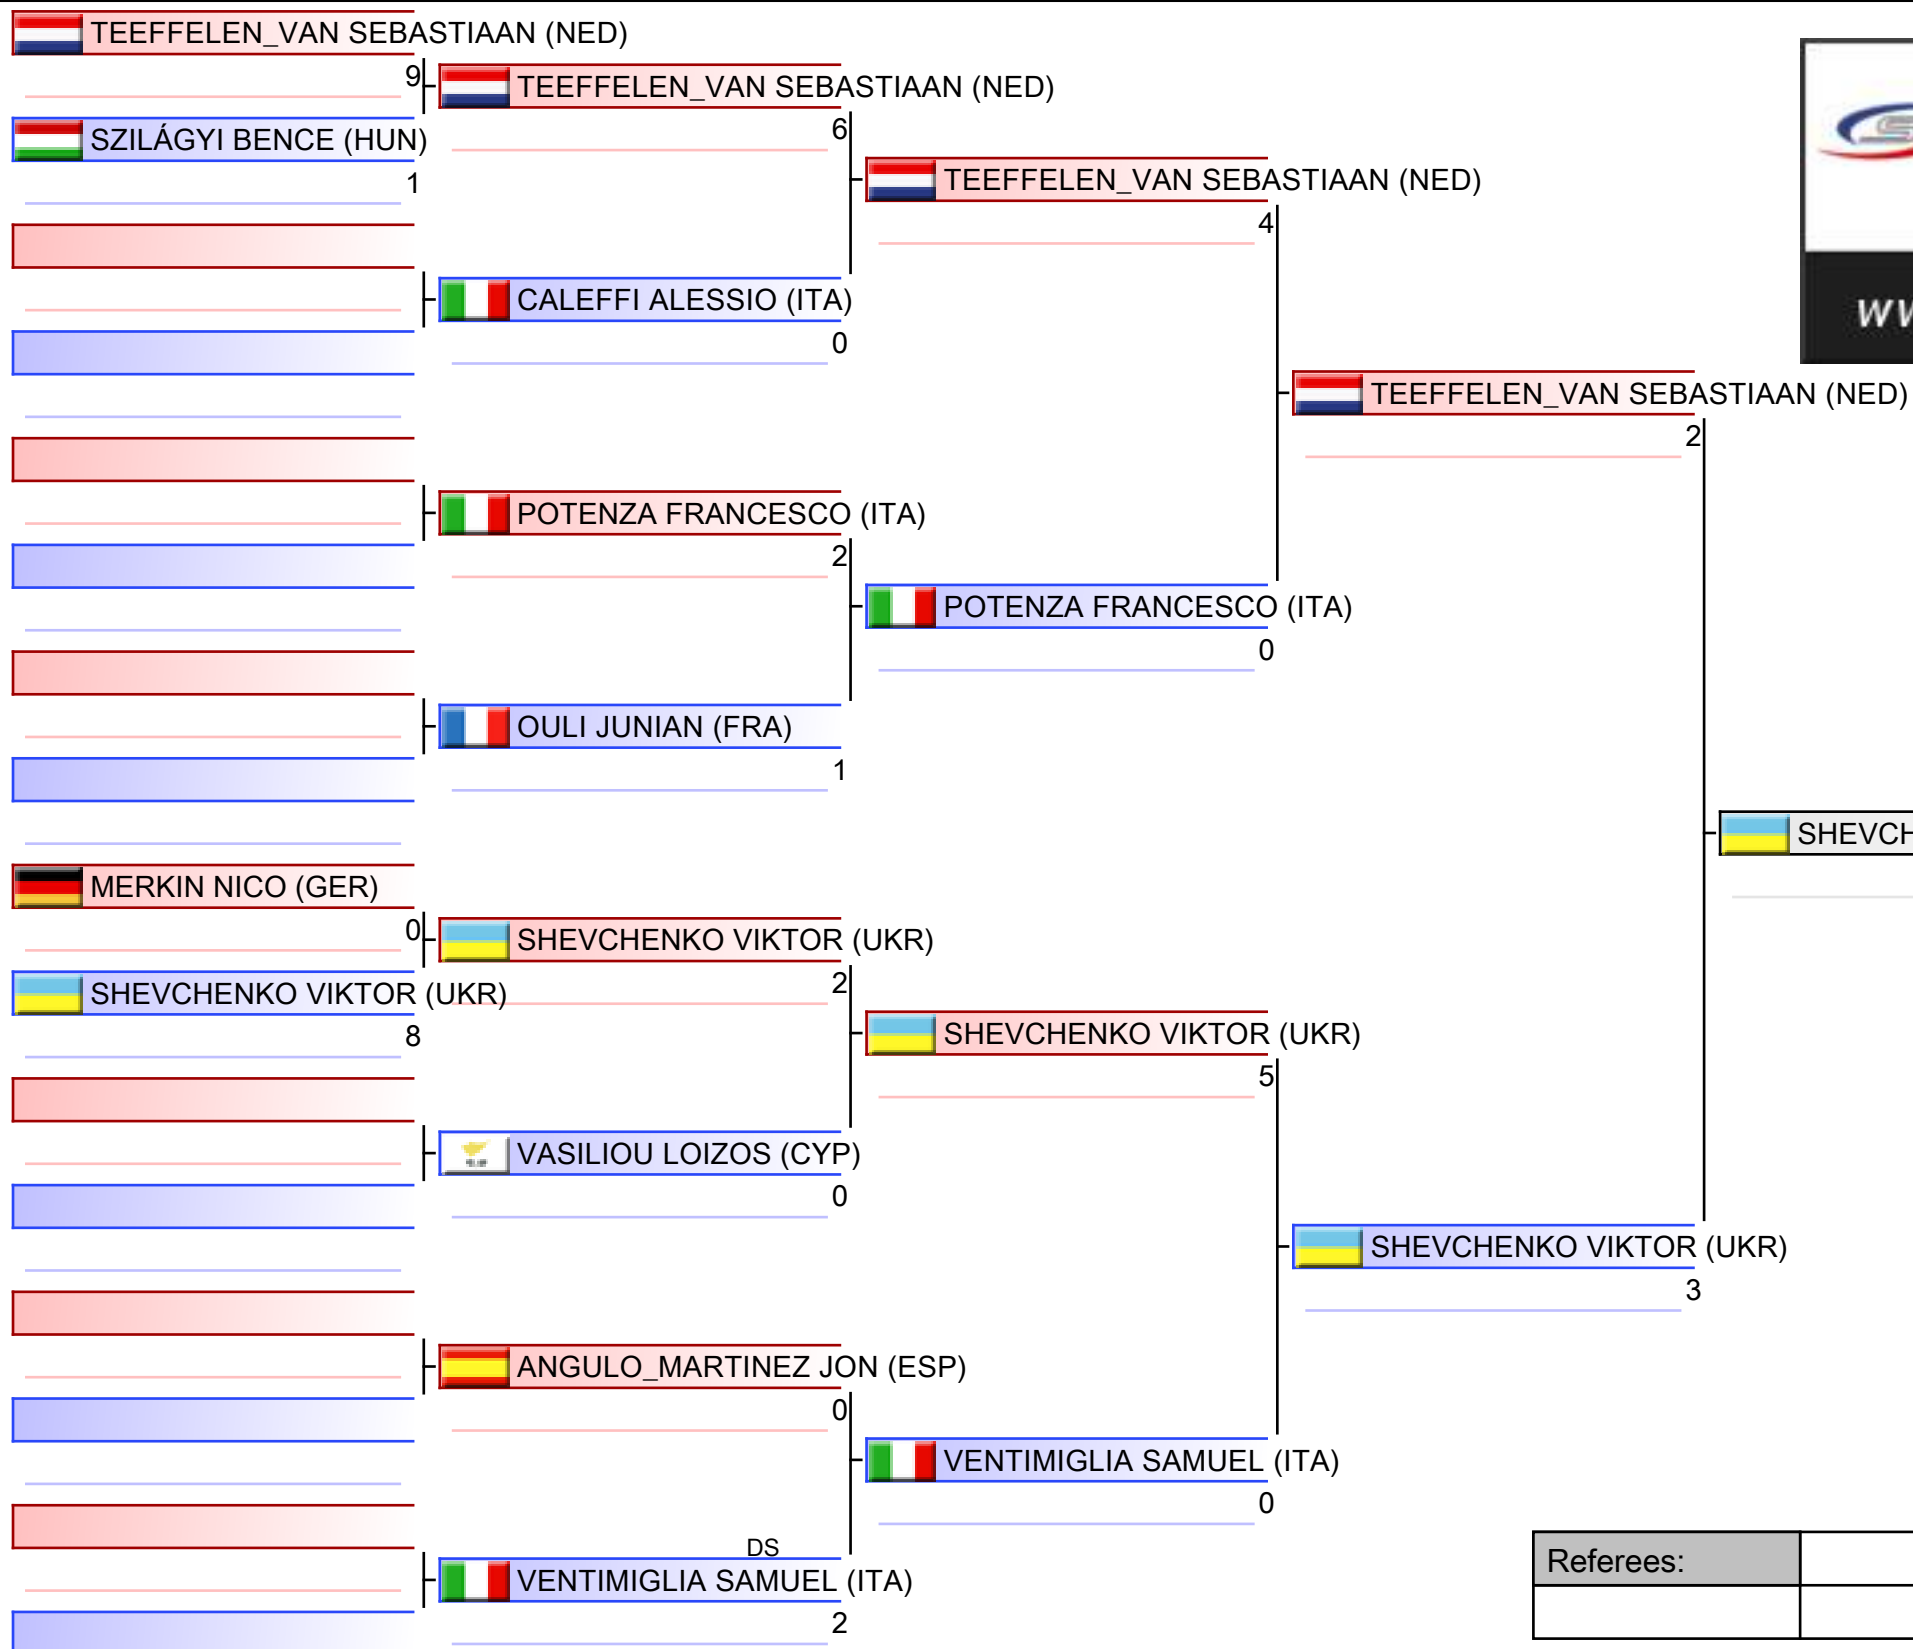 TEEFFELEN_VAN SEBASTIAAN (NED)
9
TEEFFELEN_VAN SEBASTIAAN (NED)
6
SZILÁGYI BENCE (HUN)
1
TEEFFELEN_VAN SEBASTIAAN (NED)
4
CALEFFI ALESSIO (ITA)
0
TEEFFELEN_VAN SEBASTIAAN (NED)
2
POTENZA FRANCESCO (ITA)
2
POTENZA FRANCESCO (ITA)
0
OULI JUNIAN (FRA)
1
SHEVCH
MERKIN NICO (GER)
0
SHEVCHENKO VIKTOR (UKR)
2
SHEVCHENKO VIKTOR (UKR)
8
SHEVCHENKO VIKTOR (UKR)
5
VASILIOU LOIZOS (CYP)
0
SHEVCHENKO VIKTOR (UKR)
3
ANGULO_MARTINEZ JON (ESP)
0
VENTIMIGLIA SAMUEL (ITA)
0
DS
VENTIMIGLIA SAMUEL (ITA)
2
Referees: